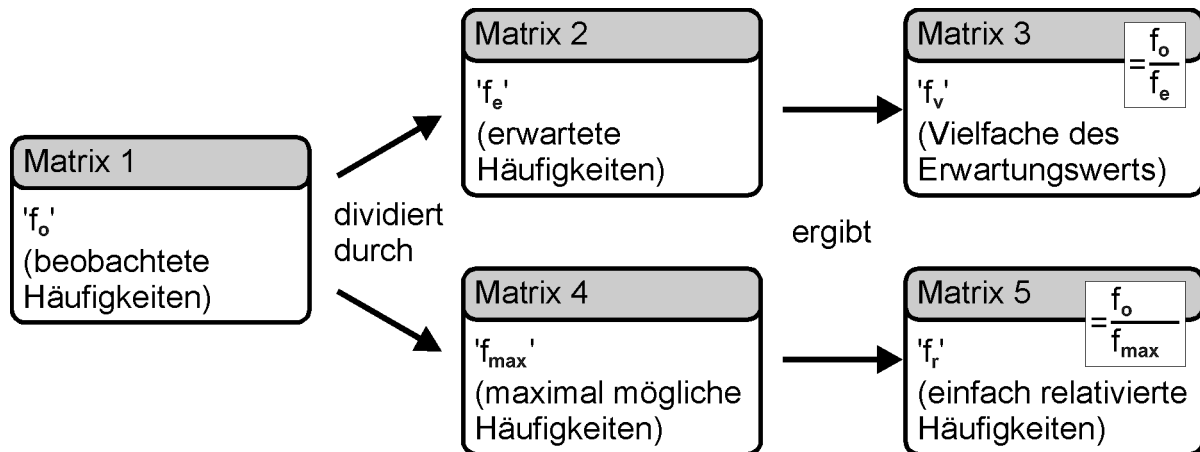 Matrix 1
'fₒ'
(beobachtete
Häufigkeiten)
dividiert
durch
Matrix 2
'fₑ'
(erwartete
Häufigkeiten)
Matrix 4
'fₘₐₓ'
(maximal mögliche
Häufigkeiten)
ergibt
Matrix 3
=fₒ/fₑ
'fᵥ'
(Vielfache des
Erwartungswerts)
Matrix 5
=fₒ/fₘₐₓ
'fᵣ'
(einfach relativierte
Häufigkeiten)